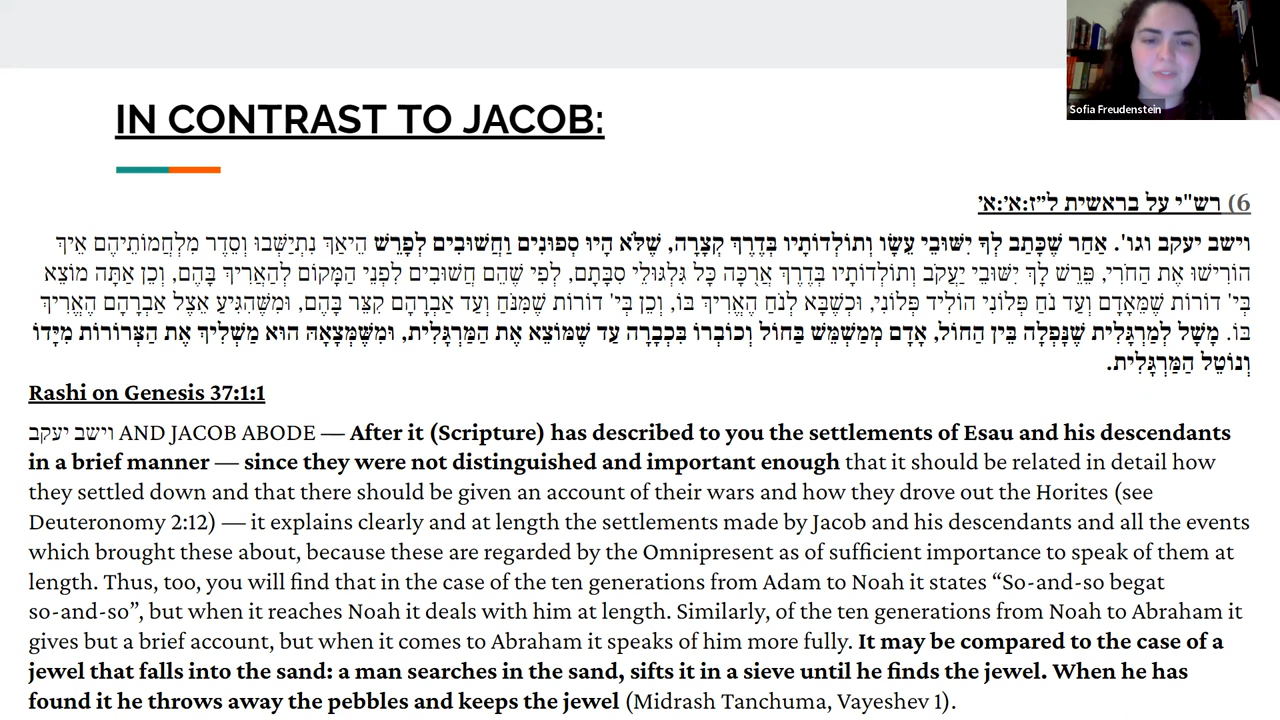 IN CONTRAST TO JACOB:
Sofia Freudenstein
6) רש"י על בראשית ל״ז:א׳:א׳
וישב יעקב וגו'. אַחַר שֶׁכָּתַב לְךָ יִשּׁוּבֵי עֵשָׂו וְתוֹלְדוֹתָיו בְּדֶרֶךְ קְצָרָה, שֶׁלֹּא הָיוּ סְפוּנִים וַחֲשׁוּבִים לְפָרֵשׁ הֵיאַךְ נִתְיַשְּׁבוּ וְסֵדֶר מִלְחֲמוֹתֵיהֶם אֵיךְ
הוֹרִישׁוּ אֶת הַחֹרִי, פֵּרֵשׁ לְךָ יִשּׁוּבֵי יַעֲקֹב וְתוֹלְדוֹתָיו בְּדֶרֶךְ אֲרֻכָּה כָּל גִּלְגּוּלֵי סִבָּתָם, לְפִי שֶׁהֵם חֲשׁוּבִים לִפְנֵי הַמָּקוֹם לְהַאֲרִיךְ בָּהֶם, וְכֵן אַתָּה מוֹצֵא
בְּי' דוֹרוֹת שֶׁמֵּאָדָם וְעַד נֹחַ פְּלוֹנִי הוֹלִיד פְּלוֹנִי, וּכְשֶׁבָּא לְנֹחַ הֶאֱרִיךְ בּוֹ, וְכֵן בְּי' דוֹרוֹת שֶׁמִּנֹּחַ וְעַד אַבְרָהָם קִצֵּר בָּהֶם, וּמִשֶּׁהִגִּיעַ אֵצֶל אַבְרָהָם הֶאֱרִיךְ
בּוֹ. מָשָׁל לְמַרְגָּלִית שֶׁנָּפְלָה בֵּין הַחוֹל, אָדָם מְמַשְׁמֵשׁ בַּחוֹל וְכוֹבְרוֹ בִּכְבָרָה עַד שֶׁמּוֹצֵא אֶת הַמַּרְגָּלִית, וּמִשֶּׁמְּצָאָהּ הוּא מַשְׁלִיךְ אֶת הַצְּרוֹרוֹת מִיָּדוֹ
וְנוֹטֵל הַמַּרְגָּלִית.
Rashi on Genesis 37:1:1
וישב יעקב AND JACOB ABODE — After it (Scripture) has described to you the settlements of Esau and his descendants
in a brief manner — since they were not distinguished and important enough that it should be related in detail how
they settled down and that there should be given an account of their wars and how they drove out the Horites (see
Deuteronomy 2:12) — it explains clearly and at length the settlements made by Jacob and his descendants and all the events
which brought these about, because these are regarded by the Omnipresent as of sufficient importance to speak of them at
length. Thus, too, you will find that in the case of the ten generations from Adam to Noah it states “So-and-so begat
so-and-so”, but when it reaches Noah it deals with him at length. Similarly, of the ten generations from Noah to Abraham it
gives but a brief account, but when it comes to Abraham it speaks of him more fully. It may be compared to the case of a
jewel that falls into the sand: a man searches in the sand, sifts it in a sieve until he finds the jewel. When he has
found it he throws away the pebbles and keeps the jewel (Midrash Tanchuma, Vayeshev 1).